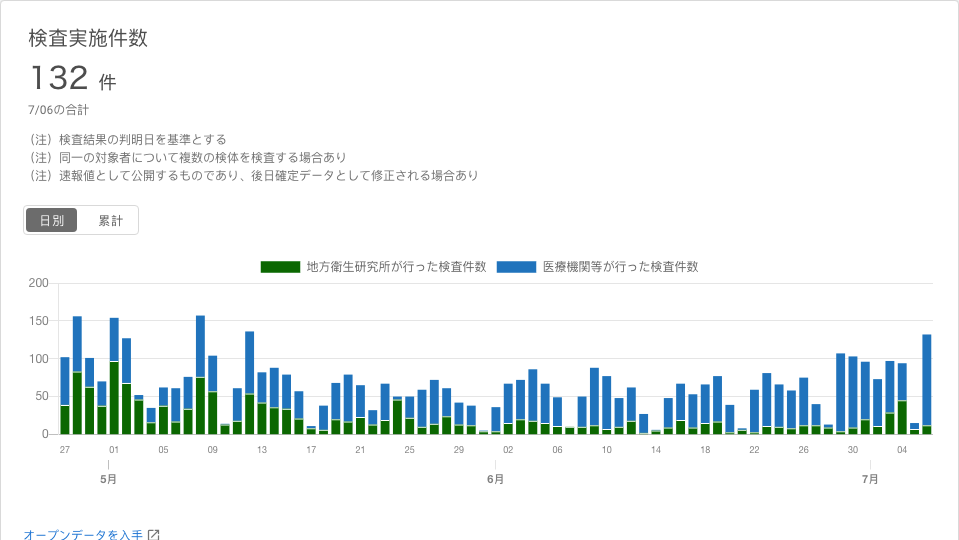 検査実施件数
132 件
7/06の合計
（注）検査結果の判明日を基準とする
（注）同一の対象者について複数の検体を検査する場合あり
（注）速報値として公開するものであり、後日確定データとして修正される場合あり
日別 累計
地方衛生研究所が行った検査件数 医療機関等が行った検査件数
200
150
100
50
0
27 01 05 09 13 17 21 25 29 02 06 10 14 18 22 26 30 04
5月 6月 7月
オープンデータを入手